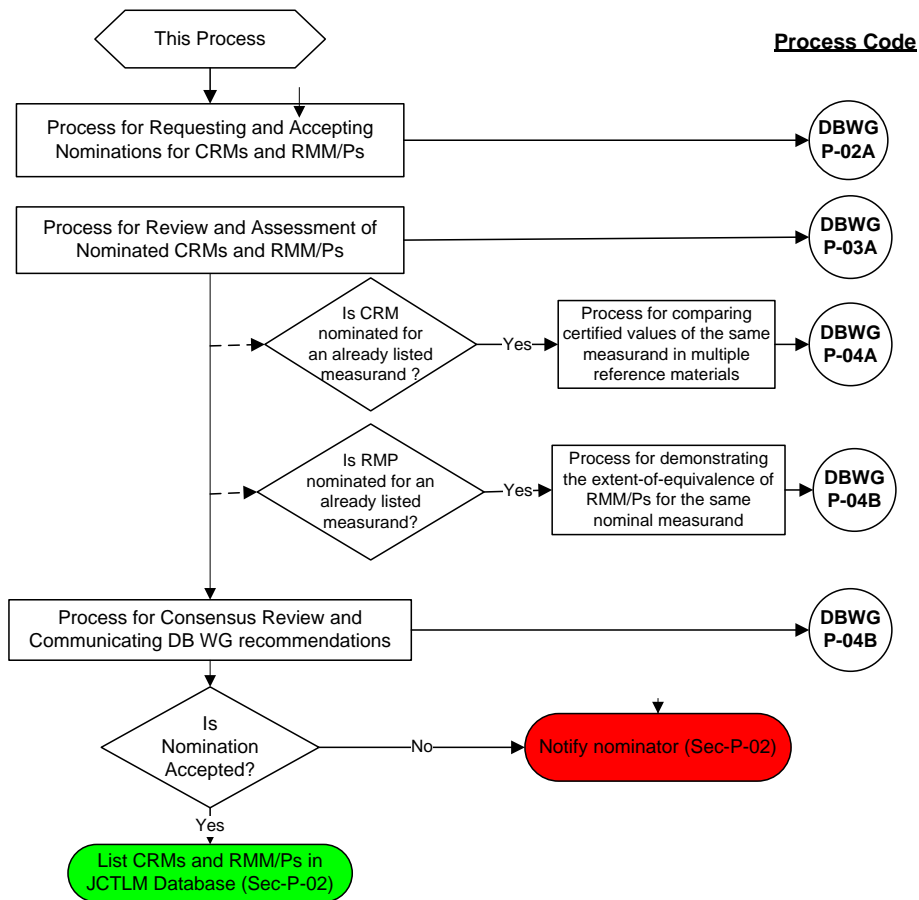 This Process
Process Code
Process for Requesting and Accepting
Nominations for CRMs and RMM/Ps
DBWG
P-02A
Process for Review and Assessment of
Nominated CRMs and RMM/Ps
DBWG
P-03A
Is CRM
nominated for
an already listed
measurand ?
Yes
Process for comparing
certified values of the same
measurand in multiple
reference materials
DBWG
P-04A
Is RMP
nominated for an
already listed
measurand?
Yes
Process for demonstrating
the extent-of-equivalence of
RMM/Ps for the same
nominal measurand
DBWG
P-04B
Process for Consensus Review and
Communicating DB WG recommendations
DBWG
P-04B
Is
Nomination
Accepted?
No
Notify nominator (Sec-P-02)
Yes
List CRMs and RMM/Ps in
JCTLM Database (Sec-P-02)